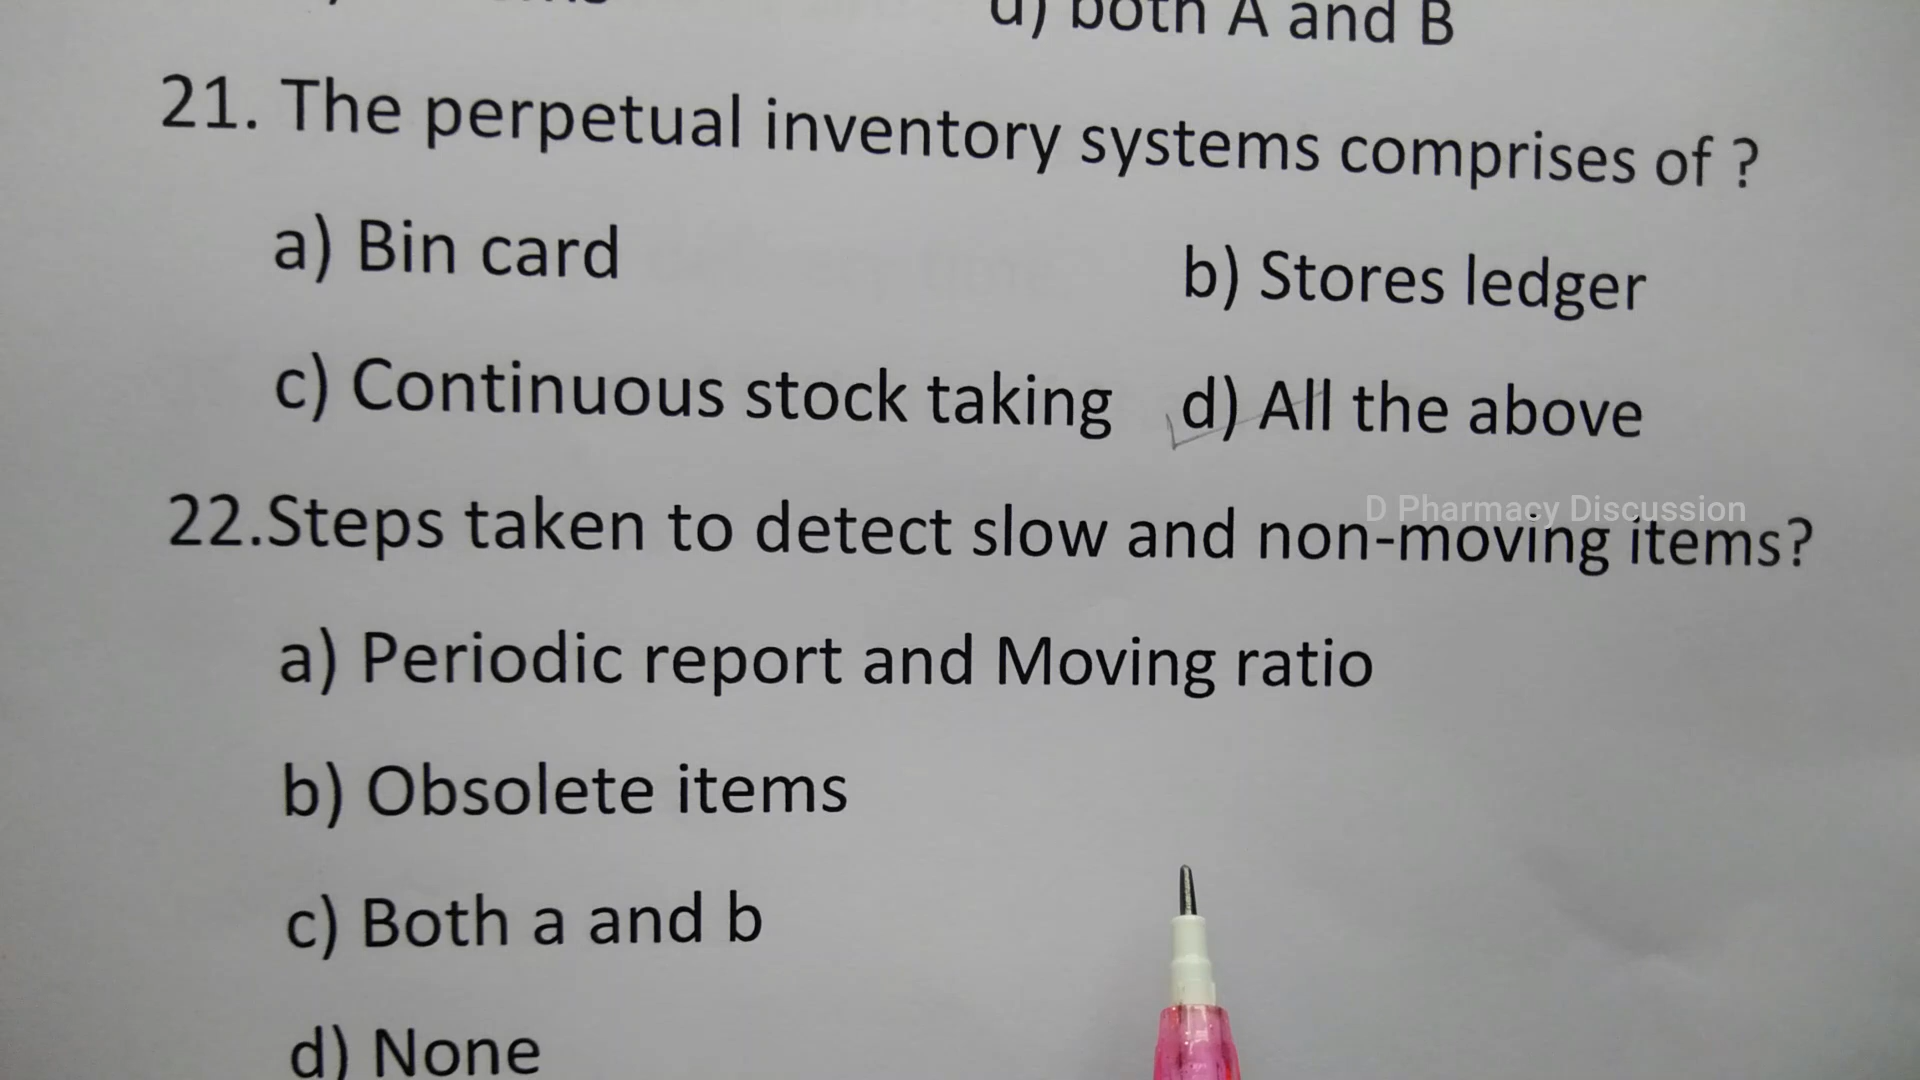 d) both A and B
21. The perpetual inventory systems comprises of ?
a) Bin card b) Stores ledger
c) Continuous stock taking d) All the above
D Pharmacy Discussion
22.Steps taken to detect slow and non-moving items?
a) Periodic report and Moving ratio
b) Obsolete items
c) Both a and b
d) None